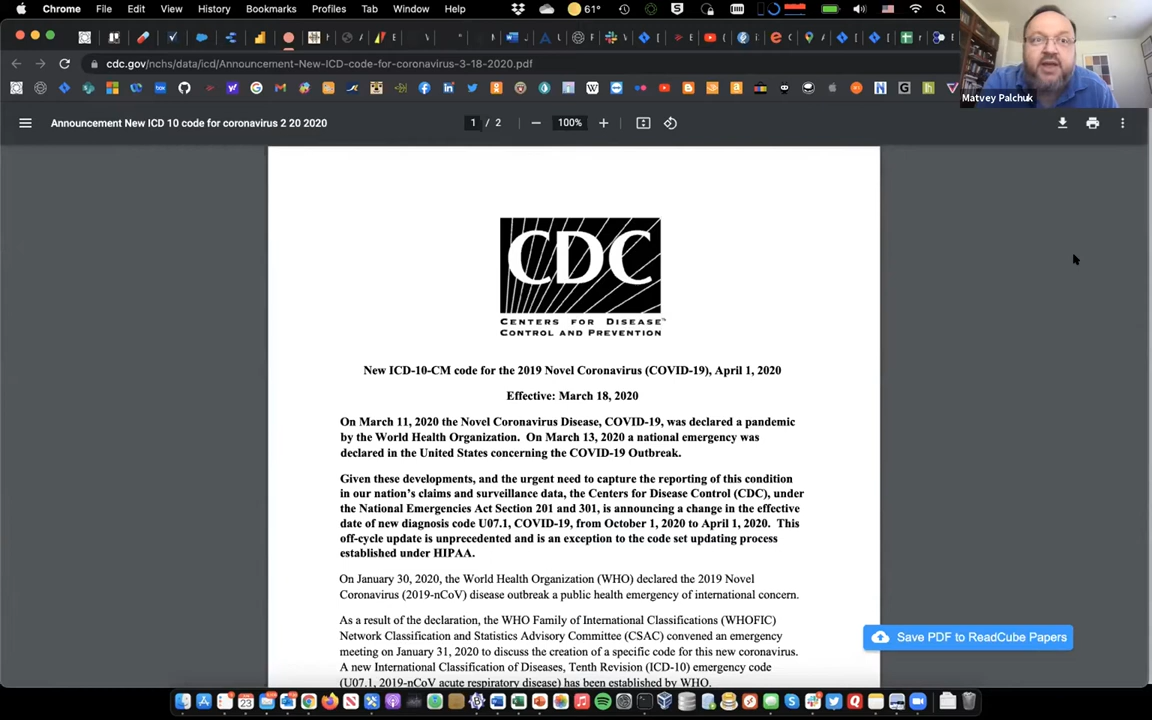 Chrome File Edit View History Bookmarks Profiles Tab Window Help 61°
cdc.gov/nchs/data/icd/Announcement-New-ICD-code-for-coronavirus-3-18-2020.pdf
Matvey Palchuk
Announcement New ICD 10 code for coronavirus 2 20 2020 1 / 2 100%
CDC
CENTERS FOR DISEASE™
CONTROL AND PREVENTION
New ICD-10-CM code for the 2019 Novel Coronavirus (COVID-19), April 1, 2020
Effective: March 18, 2020
On March 11, 2020 the Novel Coronavirus Disease, COVID-19, was declared a pandemic
by the World Health Organization. On March 13, 2020 a national emergency was
declared in the United States concerning the COVID-19 Outbreak.
Given these developments, and the urgent need to capture the reporting of this condition
in our nation's claims and surveillance data, the Centers for Disease Control (CDC), under
the National Emergencies Act Section 201 and 301, is announcing a change in the effective
date of new diagnosis code U07.1, COVID-19, from October 1, 2020 to April 1, 2020. This
off-cycle update is unprecedented and is an exception to the code set updating process
established under HIPAA.
On January 30, 2020, the World Health Organization (WHO) declared the 2019 Novel
Coronavirus (2019-nCoV) disease outbreak a public health emergency of international concern.
As a result of the declaration, the WHO Family of International Classifications (WHOFIC)
Network Classification and Statistics Advisory Committee (CSAC) convened an emergency
meeting on January 31, 2020 to discuss the creation of a specific code for this new coronavirus.
A new International Classification of Diseases, Tenth Revision (ICD-10) emergency code
(U07.1, 2019-nCoV acute respiratory disease) has been established by WHO.
Save PDF to ReadCube Papers
23